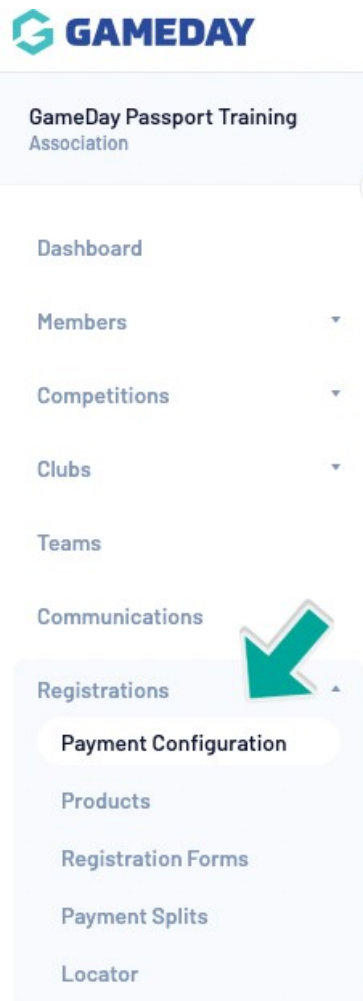 GAMEDAY
GameDay Passport Training
Association
Dashboard
Members
Competitions
Clubs
Teams
Communications
Registrations
Payment Configuration
Products
Registration Forms
Payment Splits
Locator